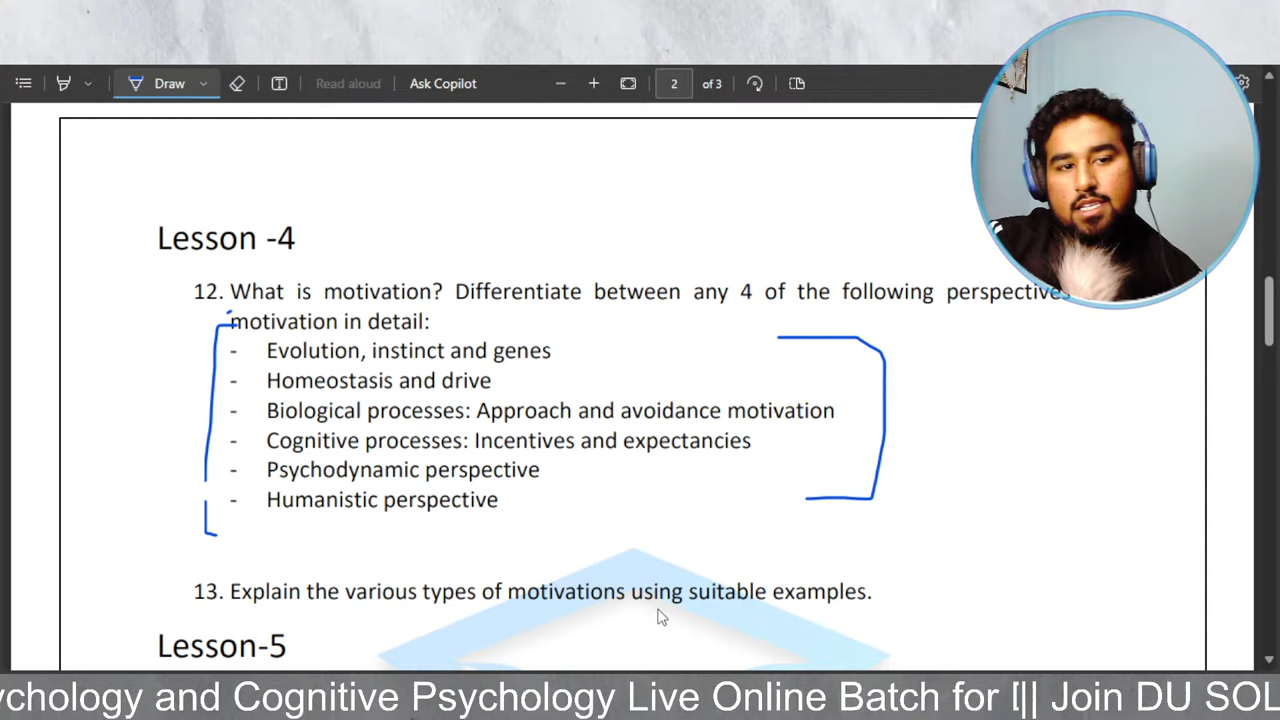 Draw
Read aloud
Ask Copilot
2
of 3
Lesson -4
12. What is motivation? Differentiate between any 4 of the following perspectives
motivation in detail:
- Evolution, instinct and genes
- Homeostasis and drive
- Biological processes: Approach and avoidance motivation
- Cognitive processes: Incentives and expectancies
- Psychodynamic perspective
- Humanistic perspective
13. Explain the various types of motivations using suitable examples.
Lesson-5
ychology and Cognitive Psychology Live Online Batch for || Join DU SOL